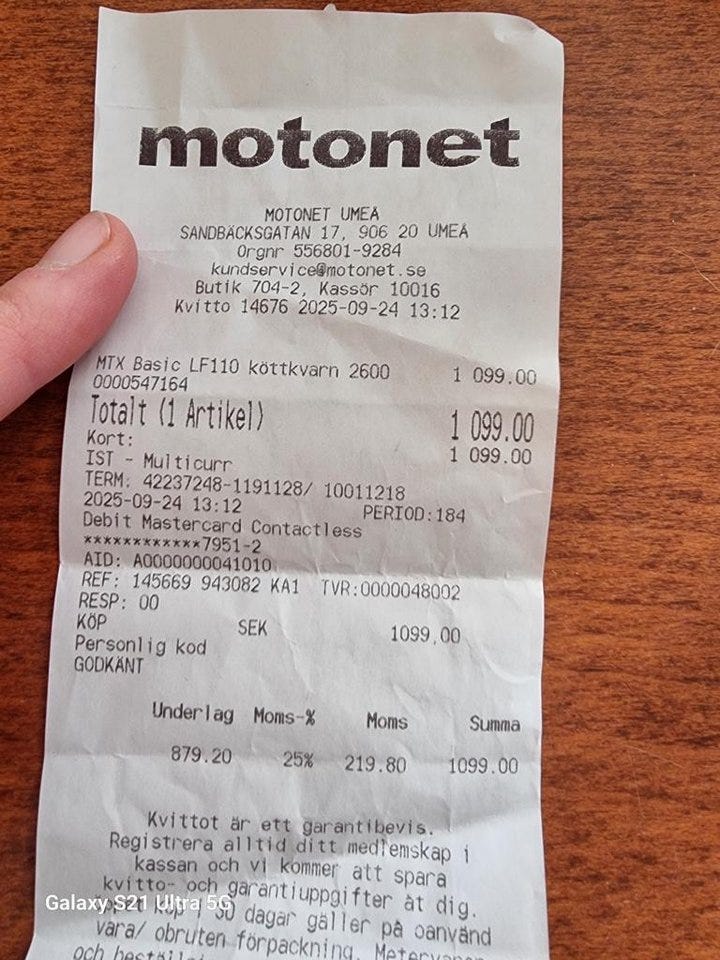 motonet
MOTONET UMEÅ
SANDBÄCKSGATAN 17, 906 20 UMEÅ
Orgnr 556801-9284
kundservice@motonet.se
Butik 704-2, Kassör 10016
Kvitto 14676 2025-09-24 13:12
MTX Basic LF110 köttkvarn 2600 1 099.00
0000547164
Totalt (1 Artikel) 1 099.00
Kort: 1 099.00
IST - Multicurr
TERM: 42237248-1191128/ 10011218
2025-09-24 13:12 PERIOD:184
Debit Mastercard Contactless
************7951-2
AID: A0000000041010
REF: 145669 943082 KA1 TVR:0000048002
RESP: 00
KÖP SEK 1099,00
Personlig kod
GODKÄNT
Underlag Moms-% Moms Summa
879.20 25% 219.80 1099.00
Kvittot är ett garantibevis.
Registrera alltid ditt medlemskap i
kassan och vi kommer att spara
kvitto- och garantiuppgifter åt dig.
köp i 30 dagar gäller på oanvänd
vara/ obruten förpackning. Metervaror
och
Galaxy S21 Ultra 5G